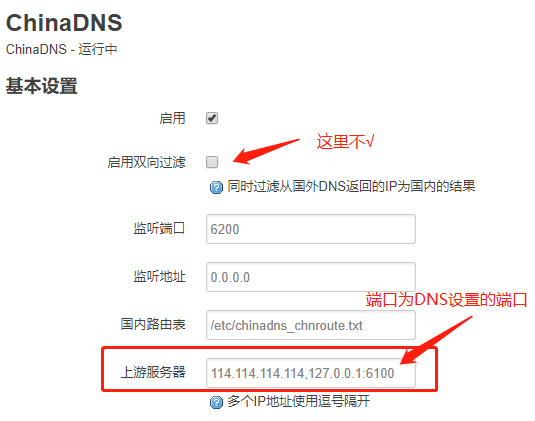 ChinaDNS
ChinaDNS - 运行中
基本设置
启用
这里不√
启用双向过滤
同时过滤从国外DNS返回的IP为国内的结果
监听端口 6200
监听地址 0.0.0.0
端口为DNS设置的端口
国内路由表 /etc/chinadns_chnroute.txt
上游服务器 114.114.114.114,127.0.0.1:6100
多个IP地址使用逗号隔开